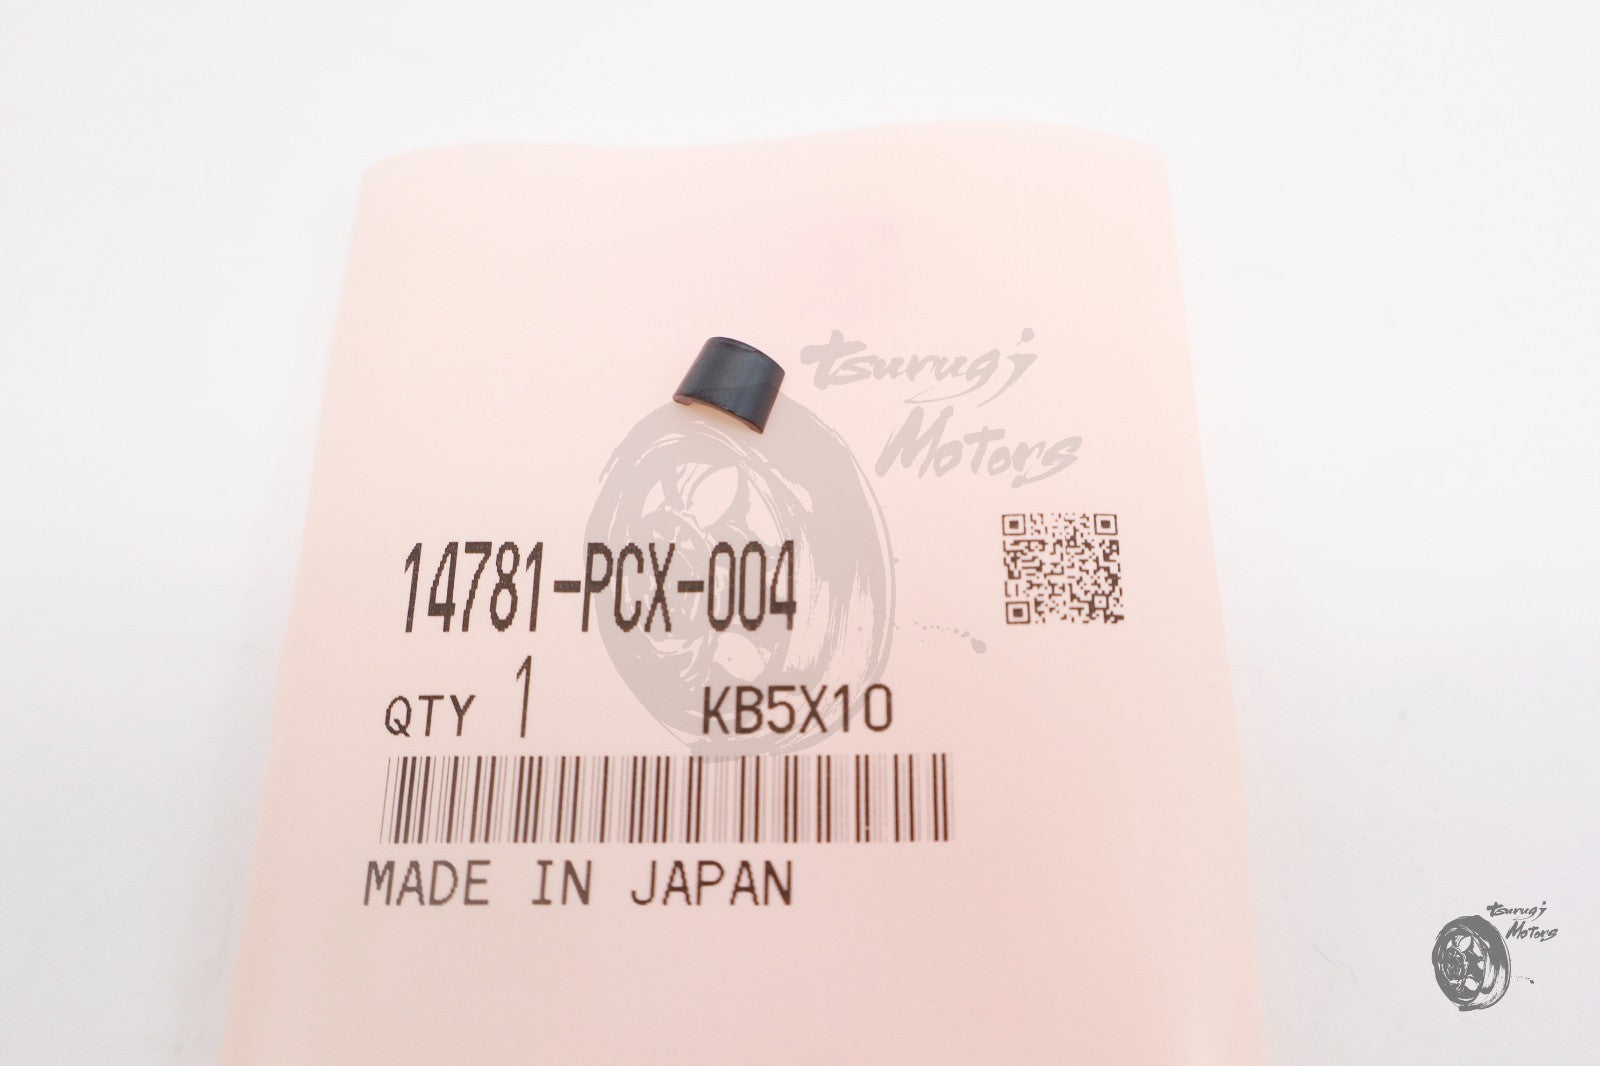 tsurugi
Motors
14781-PCX-004
QTY 1 KB5X10
MADE IN JAPAN
tsurugi
Motors